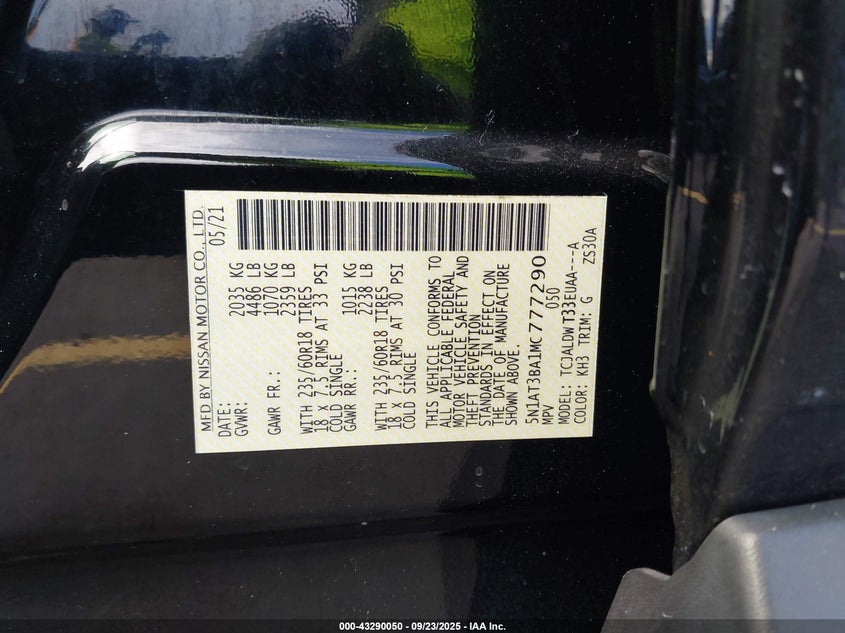 MFD BY NISSAN MOTOR CO., LTD.
DATE: 05/21
GVWR: 2035 KG
4486 LB
GAWR FR.: 1070 KG
2359 LB
WITH 235/60R18 TIRES
18 X 7.5 RIMS AT 33 PSI
COLD SINGLE
GAWR RR.: 1015 KG
2238 LB
WITH 235/60R18 TIRES
18 X 7.5 RIMS AT 30 PSI
COLD SINGLE
THIS VEHICLE CONFORMS TO
ALL APPLICABLE FEDERAL
MOTOR VEHICLE SAFETY AND
THEFT PREVENTION
STANDARDS IN EFFECT ON
THE DATE OF MANUFACTURE
SHOWN ABOVE.
5N1AT3BA1MC777290
MPV 050
MODEL: TCJALDWT33EUAA---A
COLOR: KH3 TRIM: G ZS30A
000-43290050 - 09/23/2025 - IAA Inc.